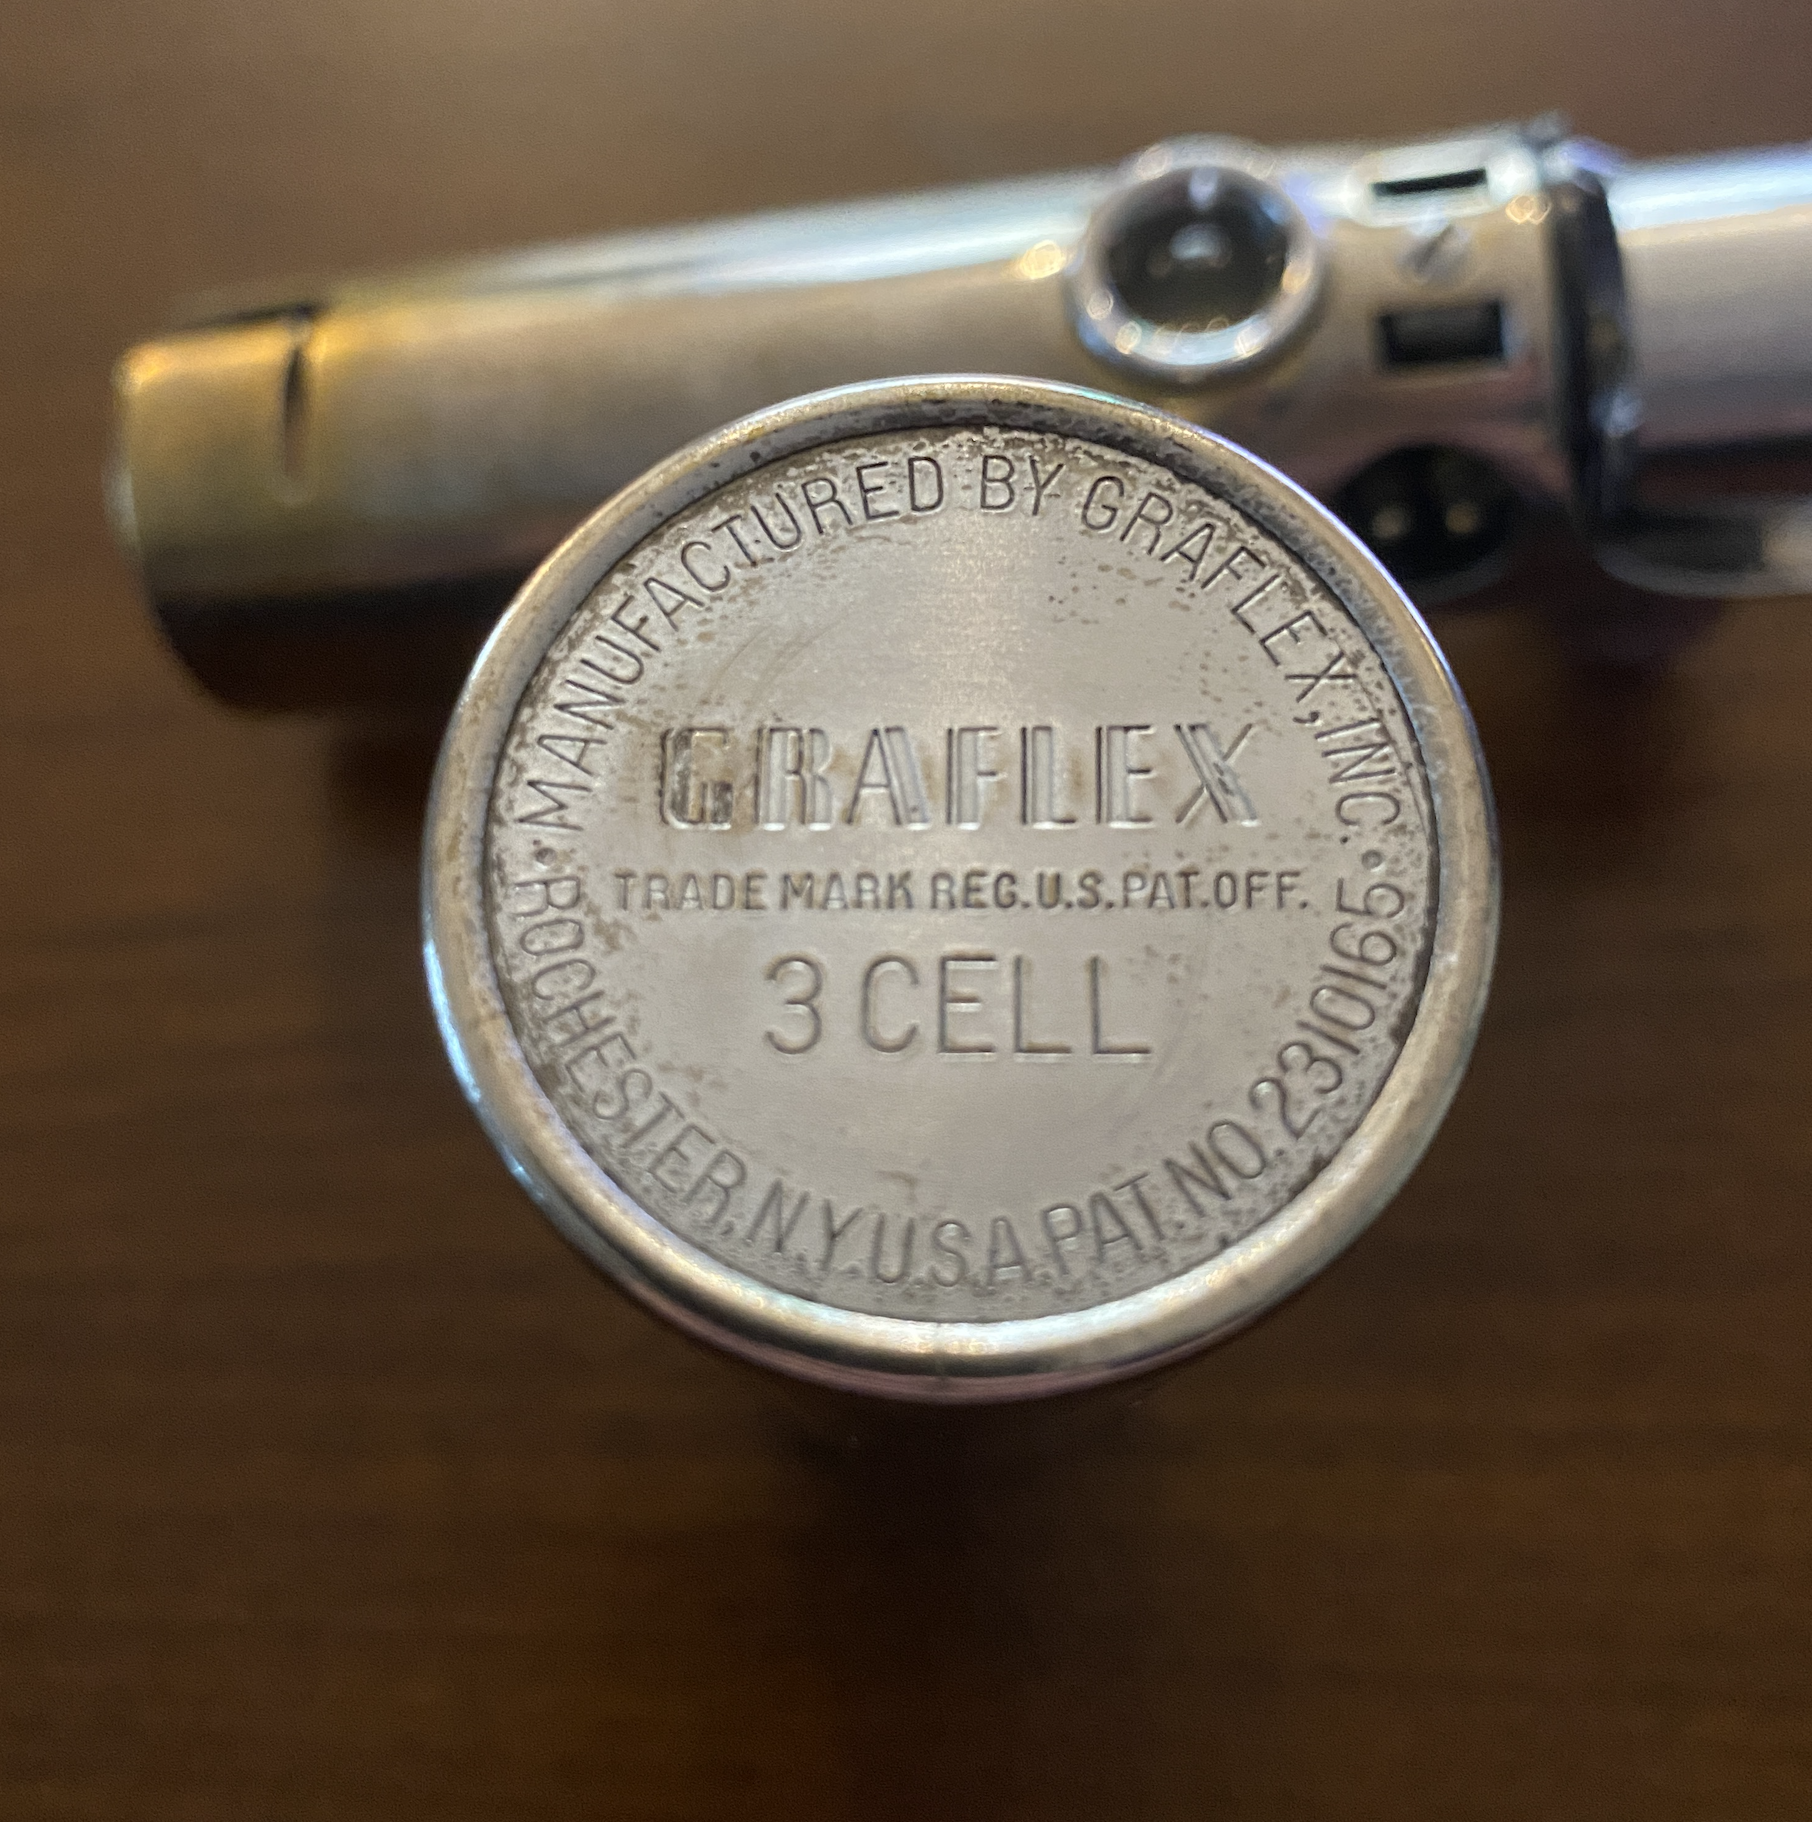 •MANUFACTURED BY GRAFLEX, INC.•
GRAFLEX
TRADE MARK REG.U.S.PAT.OFF.
3 CELL
ROCHESTER, N.Y.U.S.A.PAT.NO.2310165